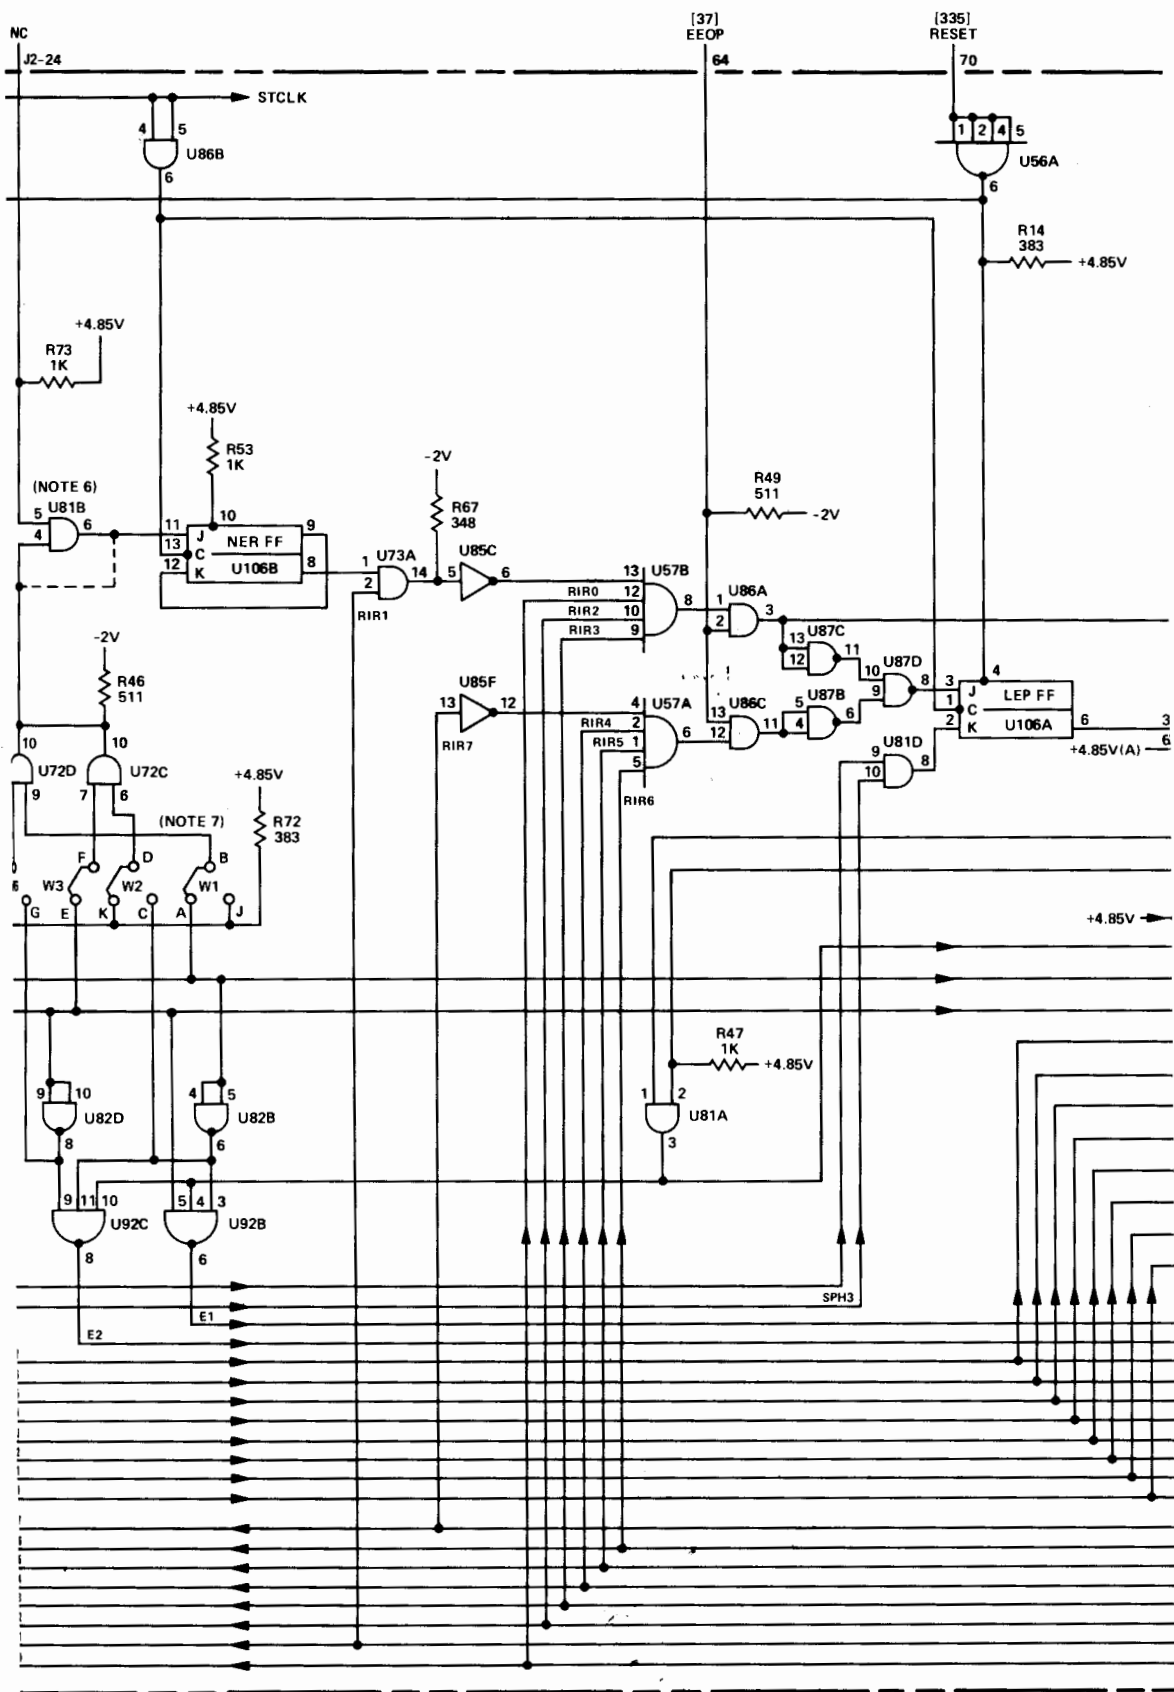 NC
J2-24
[37]
EEOP
64
[335]
RESET
70
STCLK
4 5
U86B
6
1 2 4 5
U56A
6
R14
383
+4.85V
+4.85V
R73
1K
+4.85V
R53
1K
-2V
R67
348
R49
511
-2V
(NOTE 6)
U81B
5
4
6
10
11
13
12
J
C
K
NER FF
U106B
9
8
1
2
U73A
14
RIR1
5
U85C
6
13
12
10
9
RIR0
RIR2
RIR3
U57B
8
1
2
U86A
3
13
12
U87C
11
10
9
U87D
8
3
1
2
4
J
C
K
LEP FF
U106A
6
3
+4.85V(A)
6
-2V
R46
511
13
U85F
12
RIR7
4
2
1
5
RIR4
RIR5
RIR6
U57A
6
13
12
U86C
11
5
4
U87B
6
9
10
U81D
8
10
U72D
9
10
U72C
7 6
+4.85V
R72
383
(NOTE 7)
F D B
W3 W2 W1
G E K C A J
+4.85V
R47
1K
+4.85V
1 2
U81A
3
9 10
U82D
8
4 5
U82B
6
9 11 10
U92C
8
5 4 3
U92B
6
SPH3
E1
E2